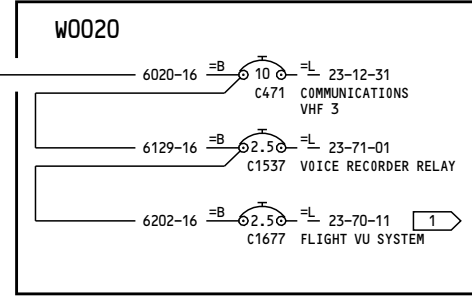 W0020
6020-16 =B 10 =L 23-12-31
C471 COMMUNICATIONS
VHF 3
6129-16 =B 2.5 =L 23-71-01
C1537 VOICE RECORDER RELAY
6202-16 =B 2.5 =L 23-70-11 1
C1677 FLIGHT VU SYSTEM